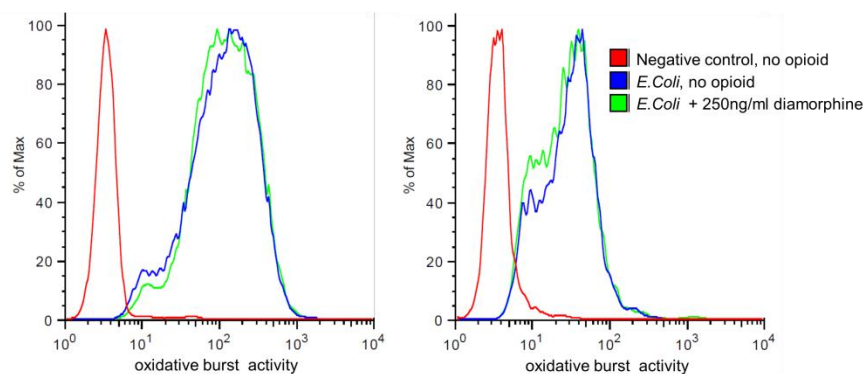 100
80
60
40
20
0
% of Max
10^0 10^1 10^2 10^3 10^4
oxidative burst activity
100
80
60
40
20
0
% of Max
10^0 10^1 10^2 10^3 10^4
oxidative burst activity
Negative control, no opioid
E.Coli, no opioid
E.Coli + 250ng/ml diamorphine